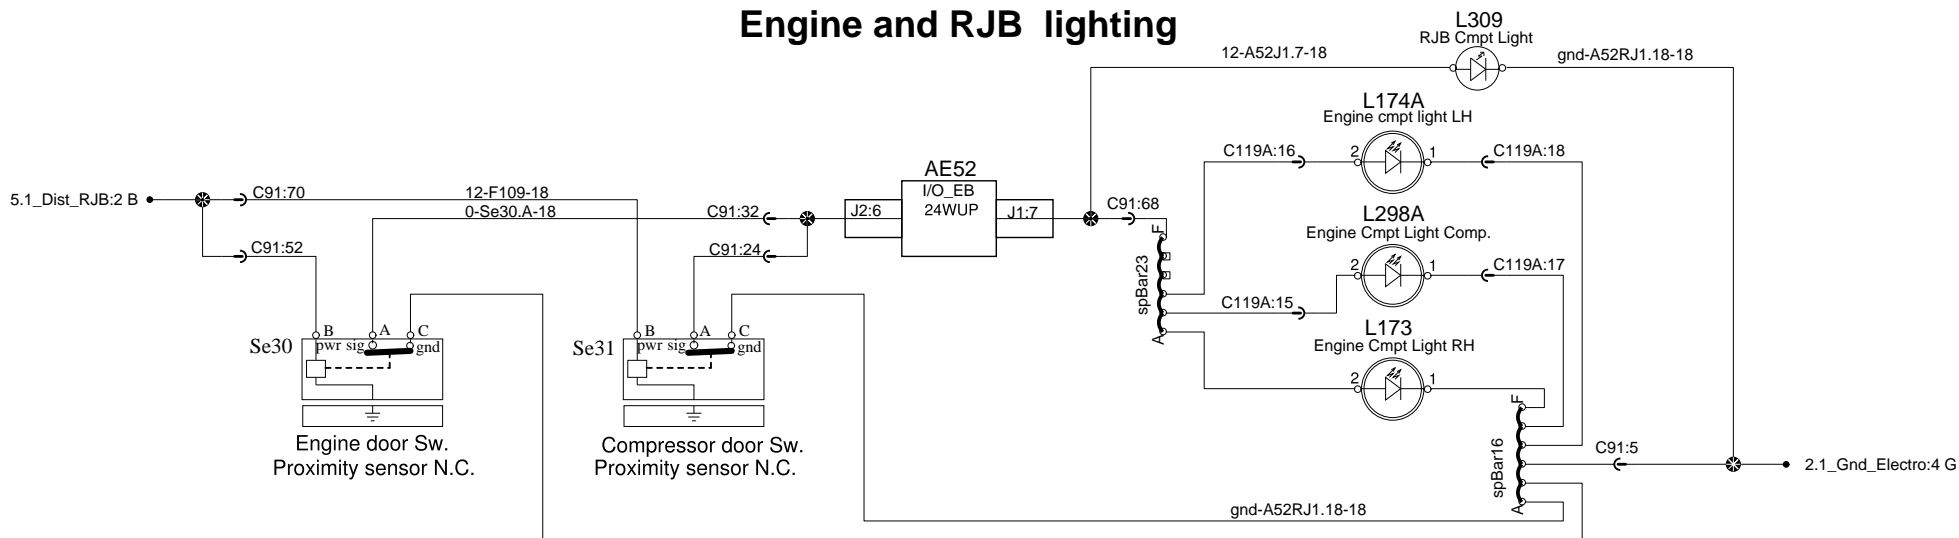 Engine and RJB lighting
L309
RJB Cmpt Light
12-A52J1.7-18
gnd-A52RJ1.18-18
L174A
Engine cmpt light LH
C119A:16
2
1
C119A:18
5.1_Dist_RJB:2 B
C91:70
12-F109-18
0-Se30.A-18
C91:32
AE52
I/O_EB
24WUP
J2:6
J1:7
C91:68
C91:52
C91:24
L298A
Engine Cmpt Light Comp.
2
1
C119A:17
F
spBar23
A
C119A:15
L173
Engine Cmpt Light RH
2
1
B
A
C
Se30
pwr
sig
gnd
B
A
C
Se31
pwr
sig
gnd
Engine door Sw.
Proximity sensor N.C.
Compressor door Sw.
Proximity sensor N.C.
F
spBar16
A
C91:5
2.1_Gnd_Electro:4 G
gnd-A52RJ1.18-18